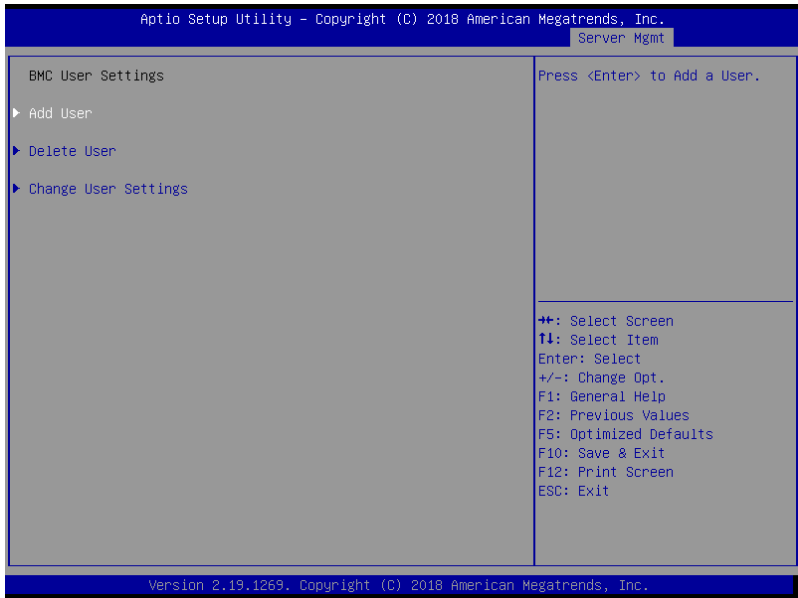 Aptio Setup Utility – Copyright (C) 2018 American Megatrends, Inc.
Server Mgmt
BMC User Settings
Add User
Delete User
Change User Settings
Press <Enter> to Add a User.
→←: Select Screen
↑↓: Select Item
Enter: Select
+/-: Change Opt.
F1: General Help
F2: Previous Values
F5: Optimized Defaults
F10: Save & Exit
F12: Print Screen
ESC: Exit
Version 2.19.1269. Copyright (C) 2018 American Megatrends, Inc.